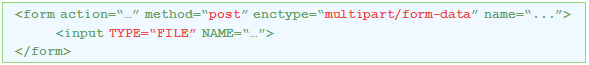 <form action=“…” method=“post” enctype=“multipart/form-data” name=“...”>
<input TYPE=“FILE” NAME=“…”>
</form>